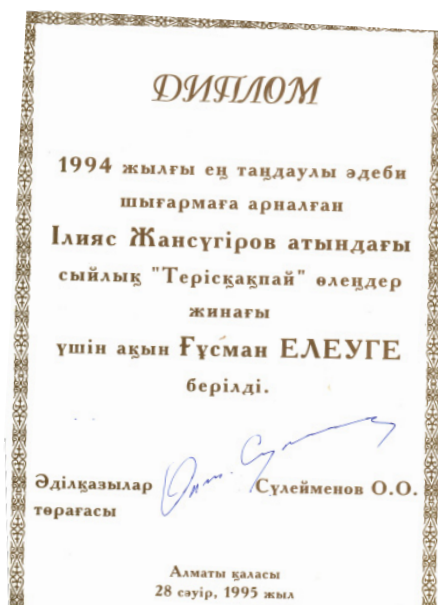 ДИПЛОМ
1994 жылғы ең таңдаулы әдеби
шығармаға арналған
Ілияс Жансүгіров атындағы
сыйлық "Терісқақпай" өлеңдер
жинағы
үшін ақын Ғұсман ЕЛЕУГЕ
берілді.
Әділқазылар Сүлейменов О.О.
төрағасы
Алматы қаласы
28 сәуір, 1995 жыл